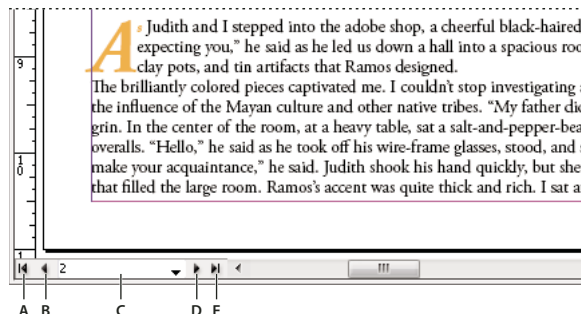 As Judith and I stepped into the adobe shop, a cheerful black-haired
expecting you,” he said as he led us down a hall into a spacious roo
clay pots, and tin artifacts that Ramos designed.
The brilliantly colored pieces captivated me. I couldn’t stop investigating
the influence of the Mayan culture and other native tribes. “My father did
grin. In the center of the room, at a heavy table, sat a salt-and-pepper-bea
overalls. “Hello,” he said as he took off his wire-frame glasses, stood, and
make your acquaintance,” he said. Judith shook his hand quickly, but she
that filled the large room. Ramos’s accent was quite thick and rich. I sat a
9
10
1
2
A B C D E